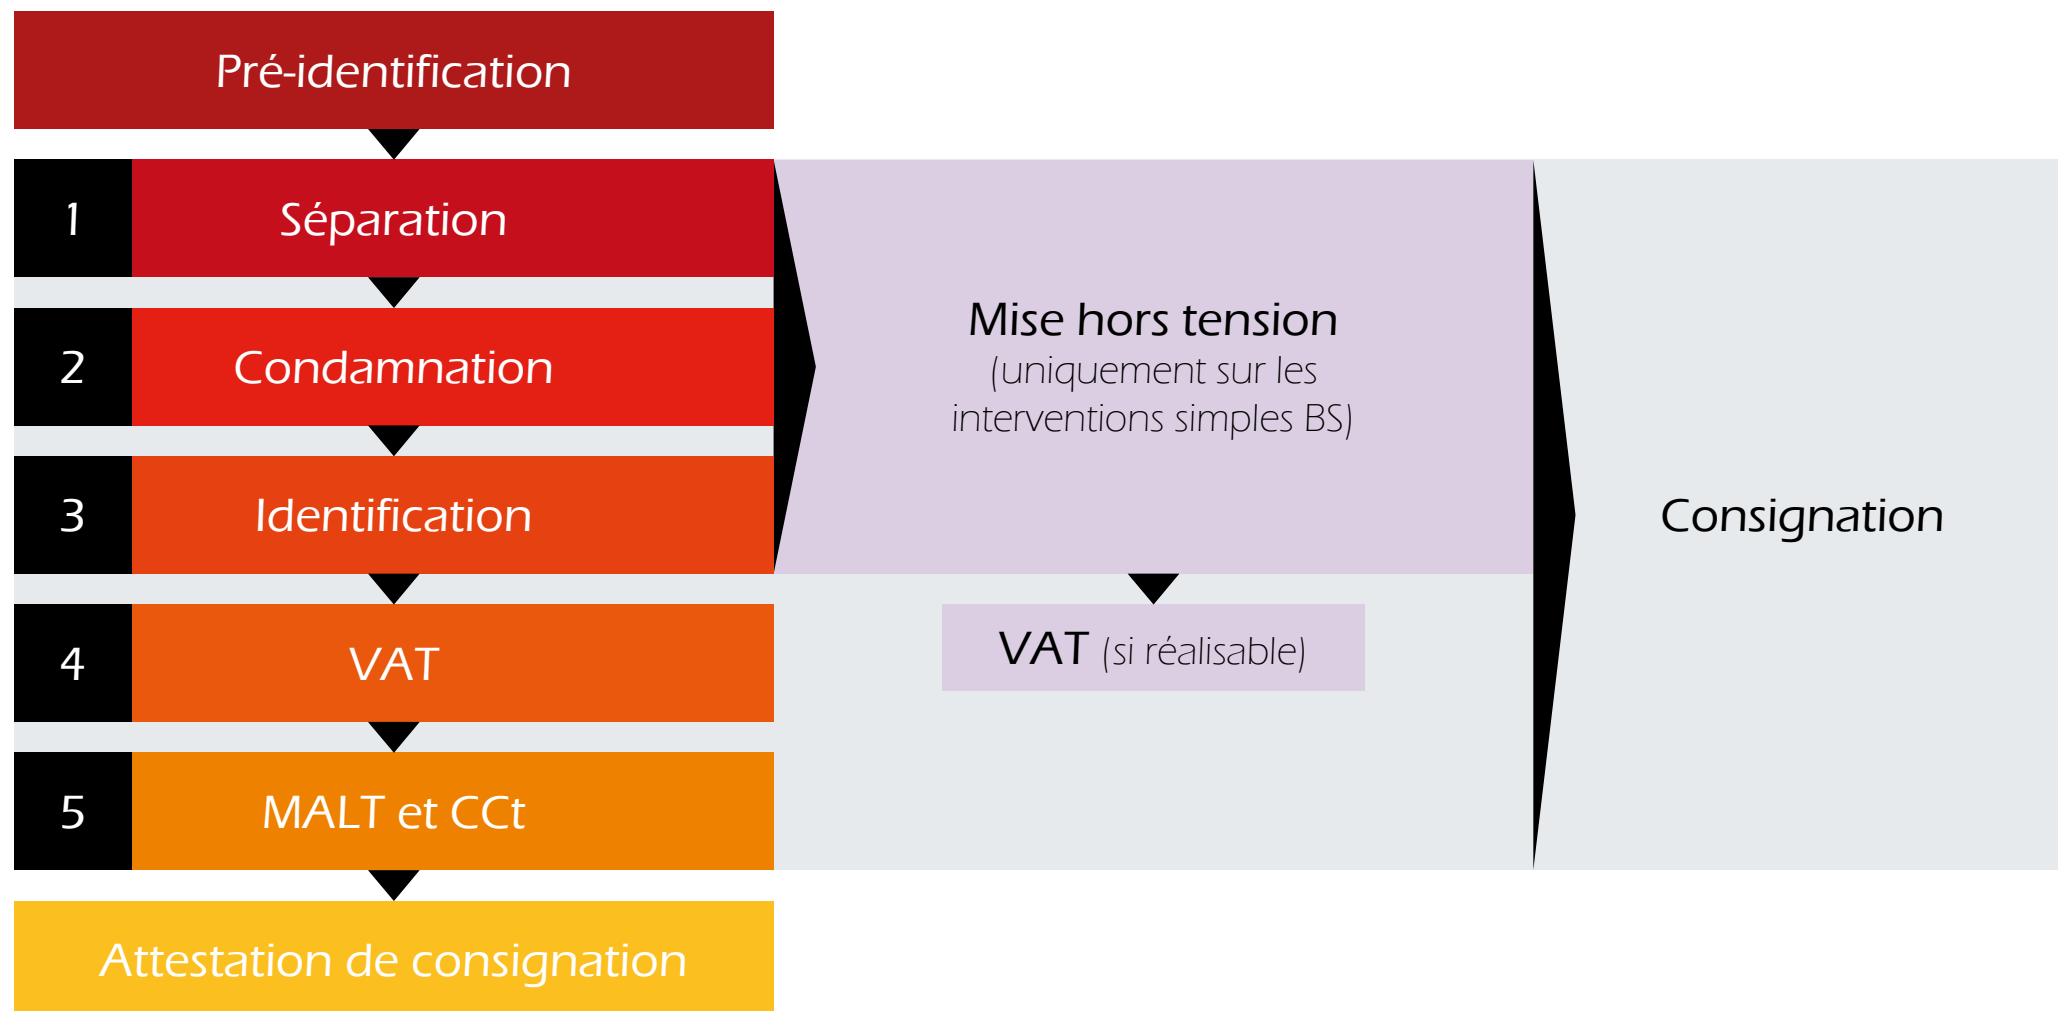 Pré-identification
1 Séparation
2 Condamnation
3 Identification
4 VAT
5 MALT et CCt
Attestation de consignation
Mise hors tension
(uniquement sur les
interventions simples BS)
VAT (si réalisable)
Consignation